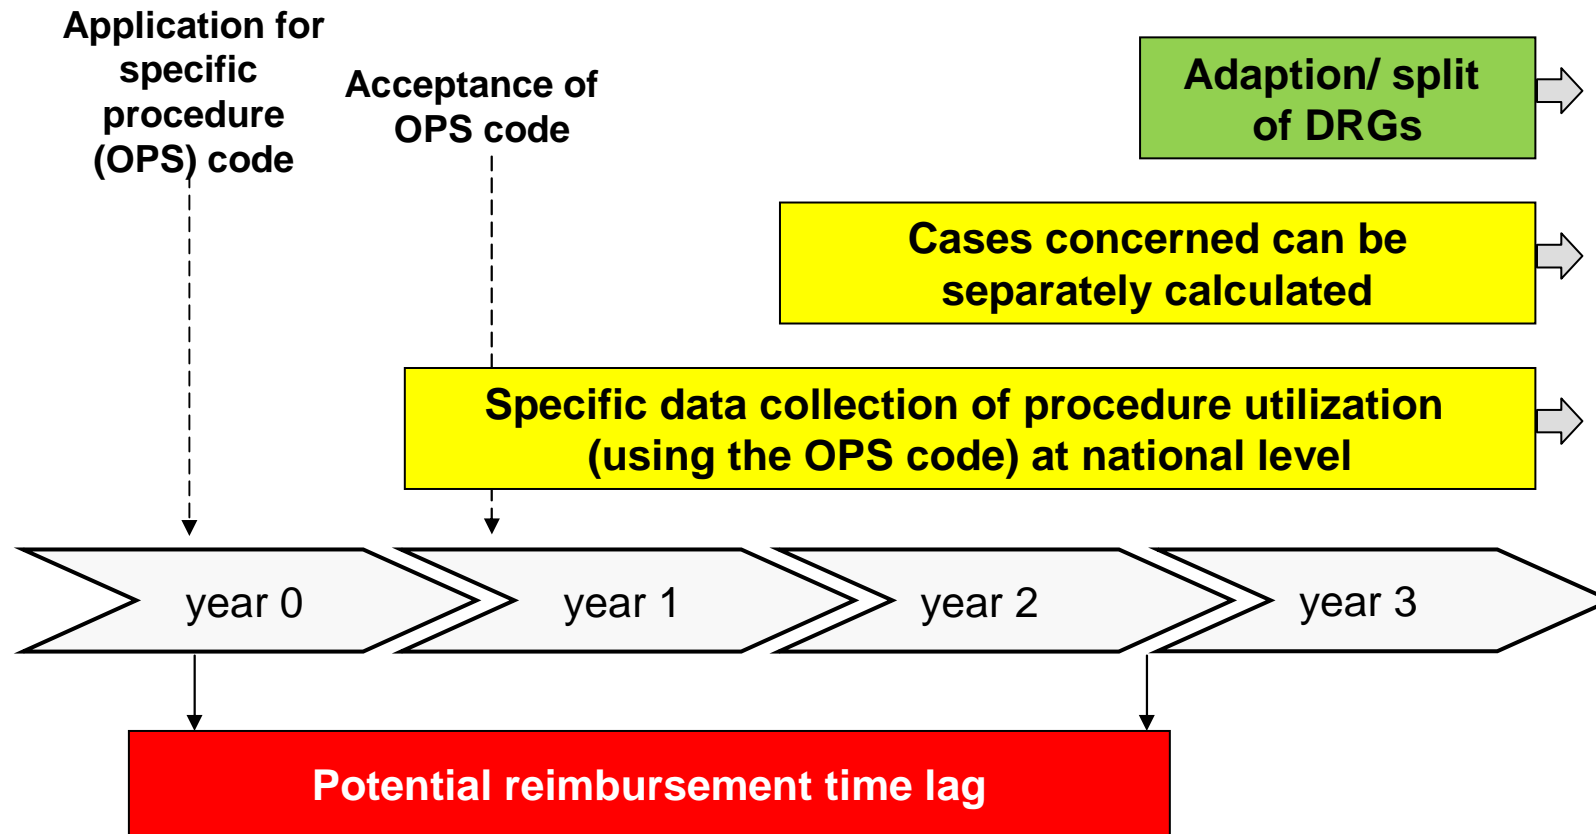 Application for
specific
procedure
(OPS) code
Acceptance of
OPS code
Adaption/ split
of DRGs
Cases concerned can be
separately calculated
Specific data collection of procedure utilization
(using the OPS code) at national level
year 0
year 1
year 2
year 3
Potential reimbursement time lag